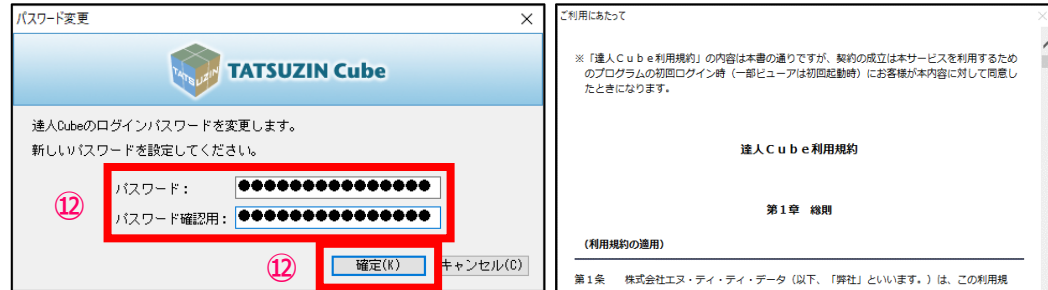 パスワード変更
TATSUZIN
TATSUZIN Cube
達人Cubeのログインパスワードを変更します。
新しいパスワードを設定してください。
⑫
パスワード：
●●●●●●●●●●●●●●●
パスワード確認用：
●●●●●●●●●●●●●●●
⑫
確定(K)
キャンセル(C)
ご利用にあたって
※「達人Ｃｕｂｅ利用規約」の内容は本書の通りですが、契約の成立は本サービスを利用するため
のプログラムの初回ログイン時（一部ビューアは初回起動時）にお客様が本内容に対して同意し
たときになります。
達人Ｃｕｂｅ利用規約
第１章　総則
（利用規約の適用）
第１条　株式会社エヌ・ティ・ティ・データ（以下、「弊社」といいます。）は、この利用規